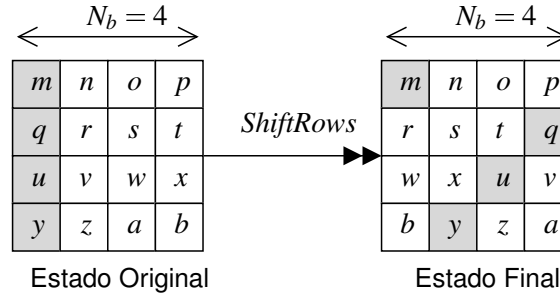 N_b = 4 N_b = 4
m n o p m n o p
q r s t ShiftRows r s t q
u v w x w x u v
y z a b b y z a
Estado Original Estado Final